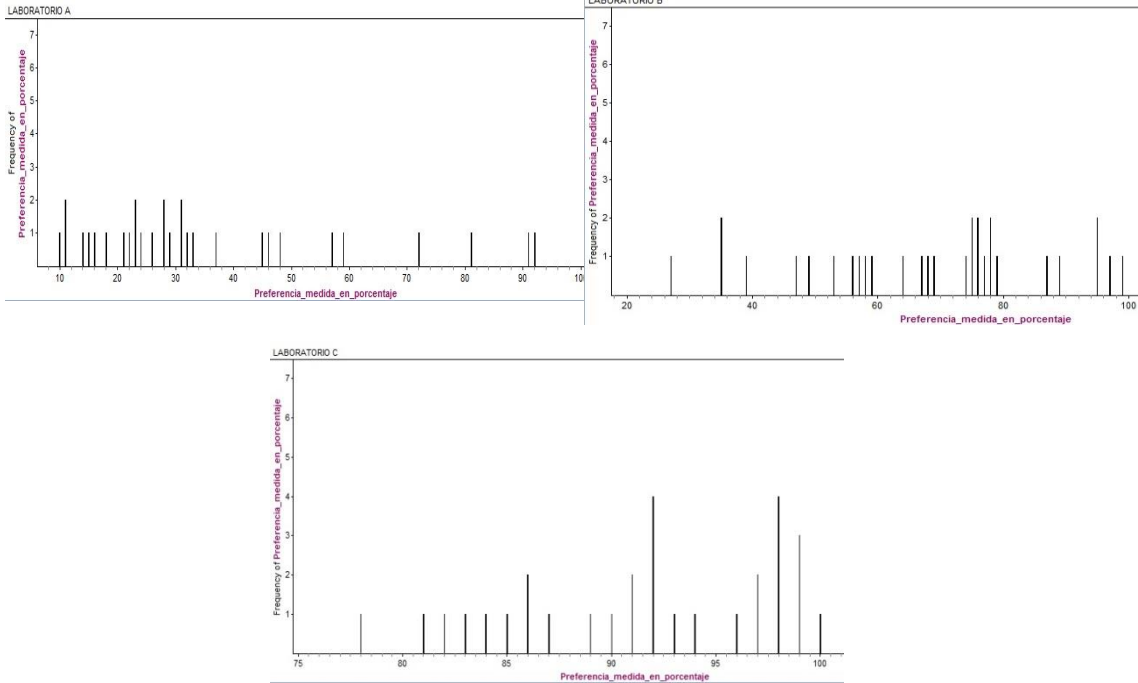 LABORATORIO A
Frequency of
Preferencia_medida_en_porcentaje
7
6
5
4
3
2
1
10 20 30 40 50 60 70 80 90
Preferencia_medida_en_porcentaje
LABORATORIO B
Frequency of Preferencia_medida_en_porcentaje
7
6
5
4
3
2
1
20 40 60 80 100
Preferencia_medida_en_porcentaje
LABORATORIO C
Frequency of Preferencia_medida_en_porcentaje
7
6
5
4
3
2
1
75 80 85 90 95 100
Preferencia_medida_en_porcentaje